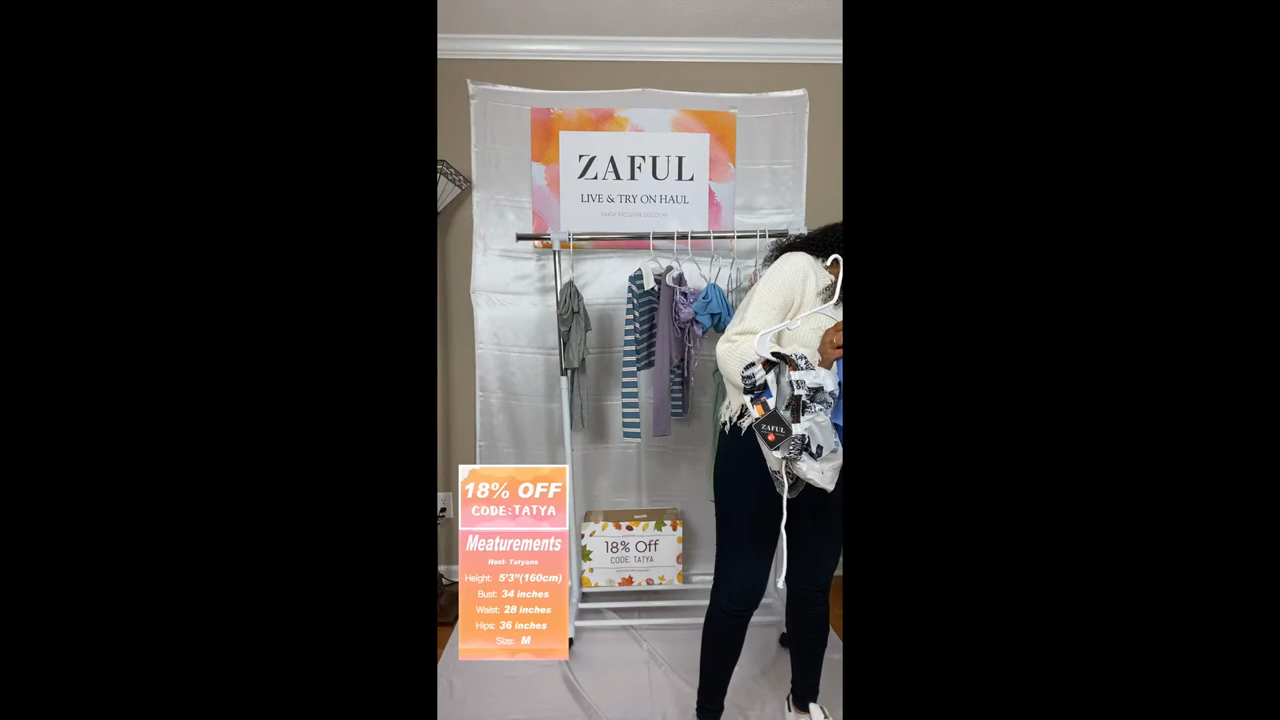 ZAFUL
LIVE & TRY ON HAUL
ZAFUL
18% OFF
CODE:TATYA
Meaturements
Host- Tatyana
Height: 5'3"(160cm)
Bust: 34 inches
Waist: 28 inches
Hips: 36 inches
Size: M
18% Off
CODE: TATYA